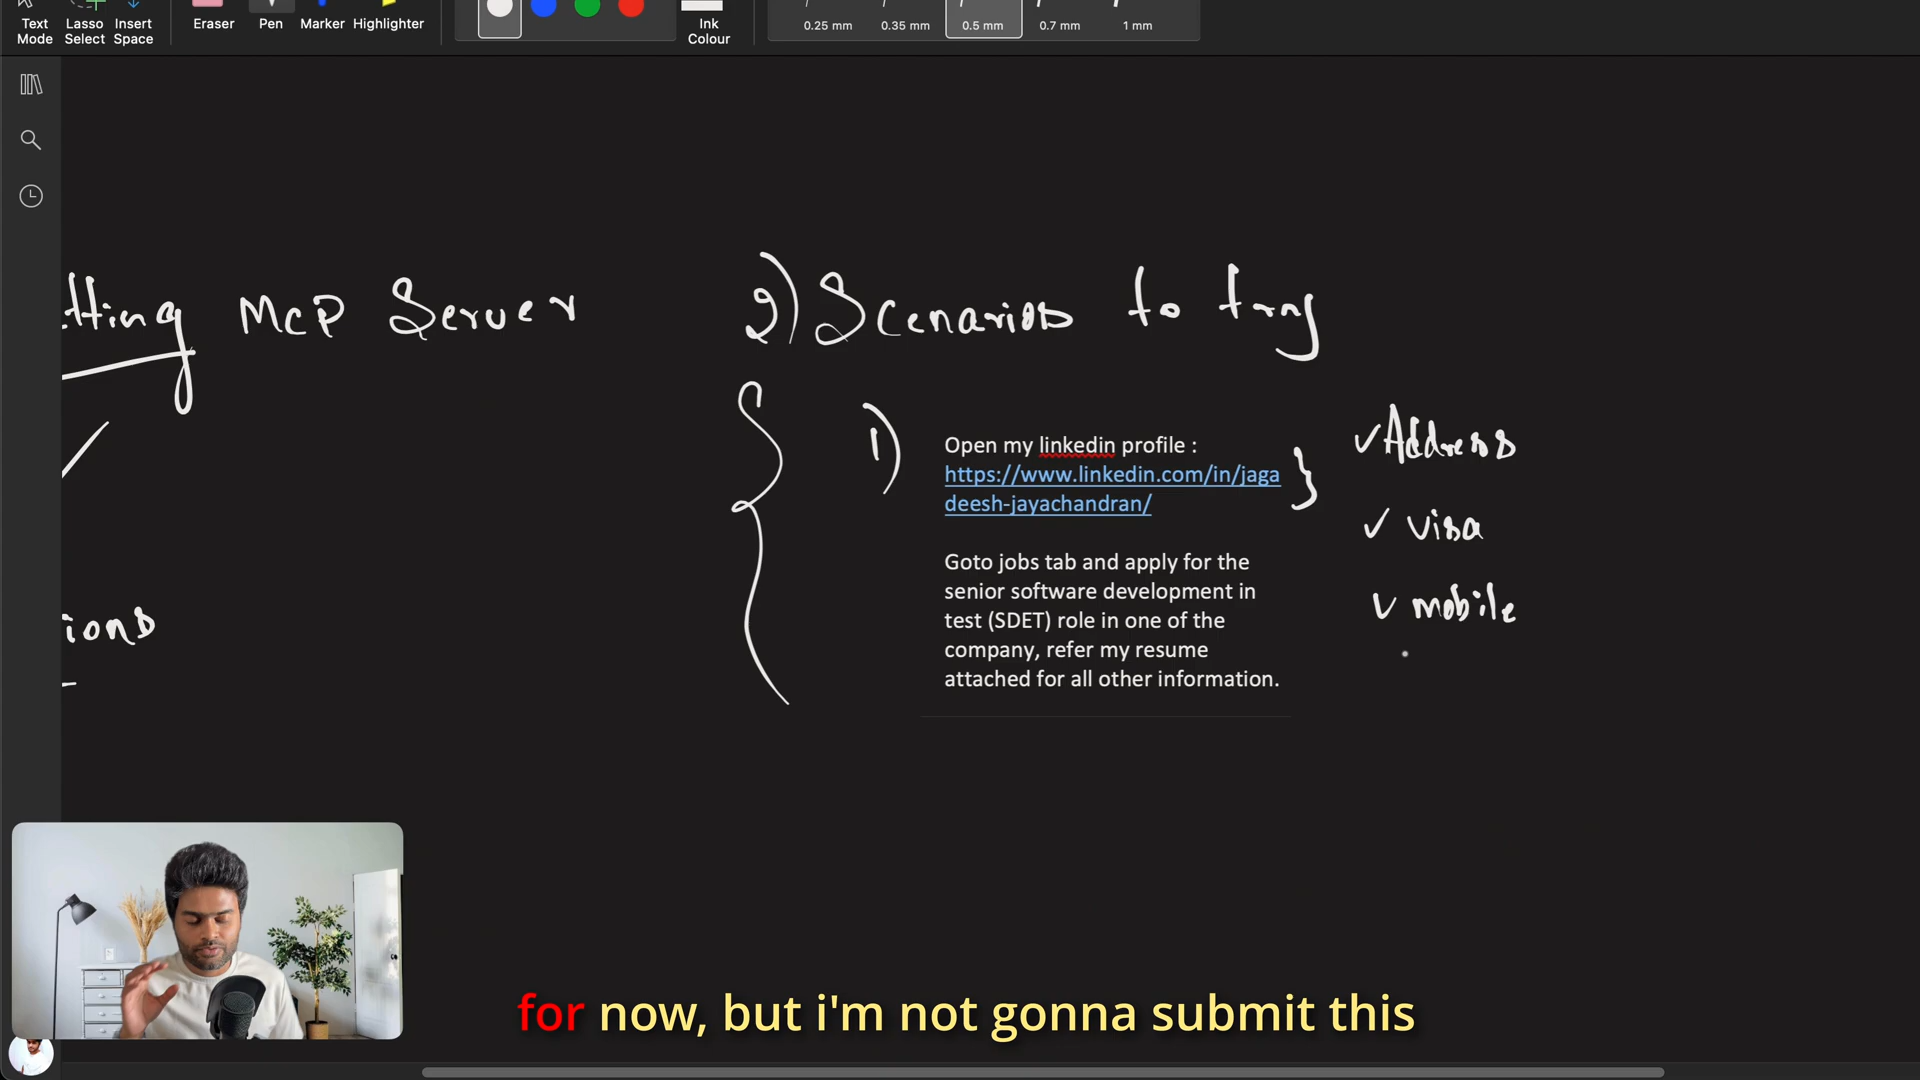 Text
Mode
Lasso
Select
Insert
Space
Eraser
Pen
Marker
Highlighter
Ink
Colour
0.25 mm
0.35 mm
0.5 mm
0.7 mm
1 mm
tting MCP Server
ions
2) Scenarios to
1)
Open my linkedin profile :
https://www.linkedin.com/in/jaga
deesh-jayachandran/
Goto jobs tab and apply for the
senior software development in
test (SDET) role in one of the
company, refer my resume
attached for all other information.
✓ Address
✓ Visa
✓ mobile
for now, but i'm not gonna submit this